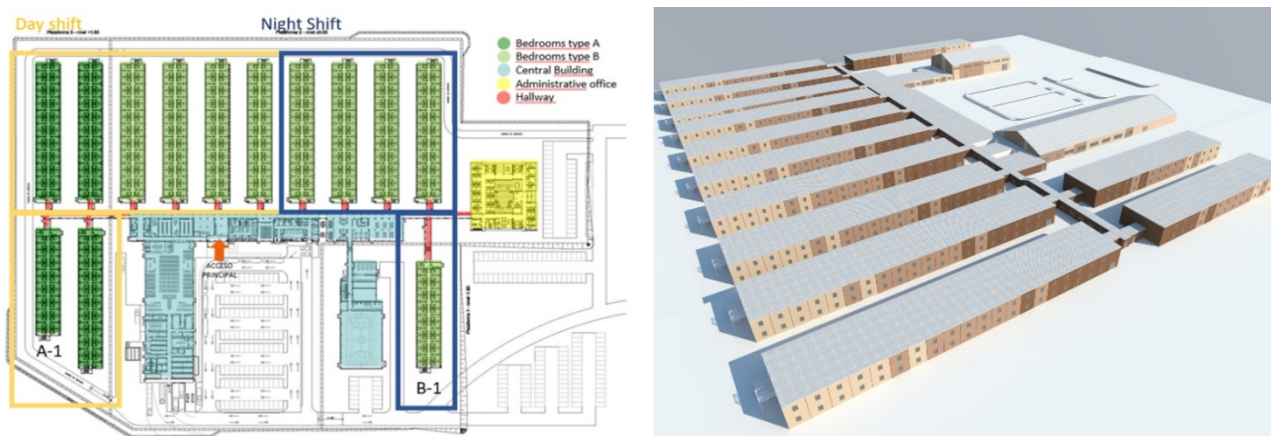 Day shift
Night Shift
Bedrooms type A
Bedrooms type B
Central Building
Administrative office
Hallway
ACCESO
PRINCIPAL
A-1
B-1